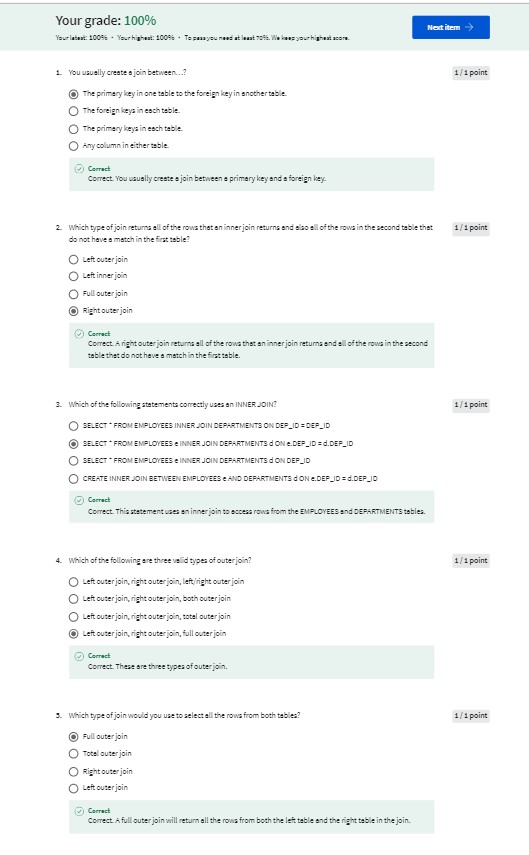 Your grade: 100%
Your latest: 100% • Your highest: 100% • To pass you need at least 70%. We keep your highest score.
Next item →
1. You usually create a join between...?
1 / 1 point
The primary key in one table to the foreign key in another table.
The foreign keys in each table.
The primary keys in each table.
Any column in either table.
Correct
Correct. You usually create a join between a primary key and a foreign key.
2. Which type of join returns all of the rows that an inner join returns and also all of the rows in the second table that
do not have a match in the first table?
1 / 1 point
Left outer join
Left inner join
Full outer join
Right outer join
Correct
Correct. A right outer join returns all of the rows that an inner join returns and all of the rows in the second
table that do not have a match in the first table.
3. Which of the following statements correctly uses an INNER JOIN?
1 / 1 point
SELECT * FROM EMPLOYEES INNER JOIN DEPARTMENTS ON DEP_ID = DEP_ID
SELECT * FROM EMPLOYEES e INNER JOIN DEPARTMENTS d ON e.DEP_ID = d.DEP_ID
SELECT * FROM EMPLOYEES e INNER JOIN DEPARTMENTS d ON DEP_ID
CREATE INNER JOIN BETWEEN EMPLOYEES e AND DEPARTMENTS d ON e.DEP_ID = d.DEP_ID
Correct
Correct. This statement uses an inner join to access rows from the EMPLOYEES and DEPARTMENTS tables.
4. Which of the following are three valid types of outer join?
1 / 1 point
Left outer join, right outer join, left/right outer join
Left outer join, right outer join, both outer join
Left outer join, right outer join, total outer join
Left outer join, right outer join, full outer join
Correct
Correct. These are three types of outer join.
5. Which type of join would you use to select all the rows from both tables?
1 / 1 point
Full outer join
Total outer join
Right outer join
Left outer join
Correct
Correct. A full outer join will return all the rows from both the left table and the right table in the join.